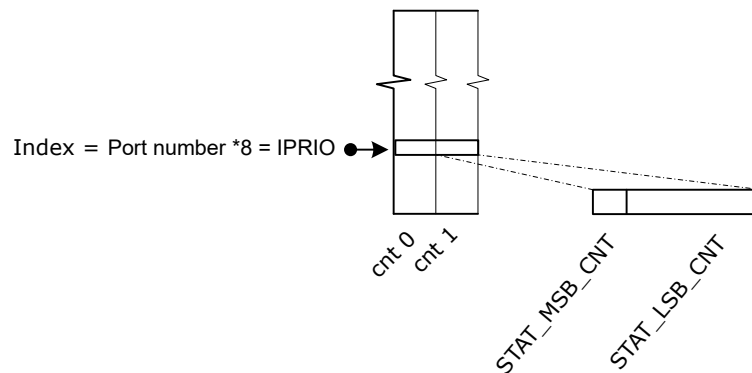 Index = Port number *8 = IPRIO
cnt 0
cnt 1
STAT_MSB_CNT
STAT_LSB_CNT